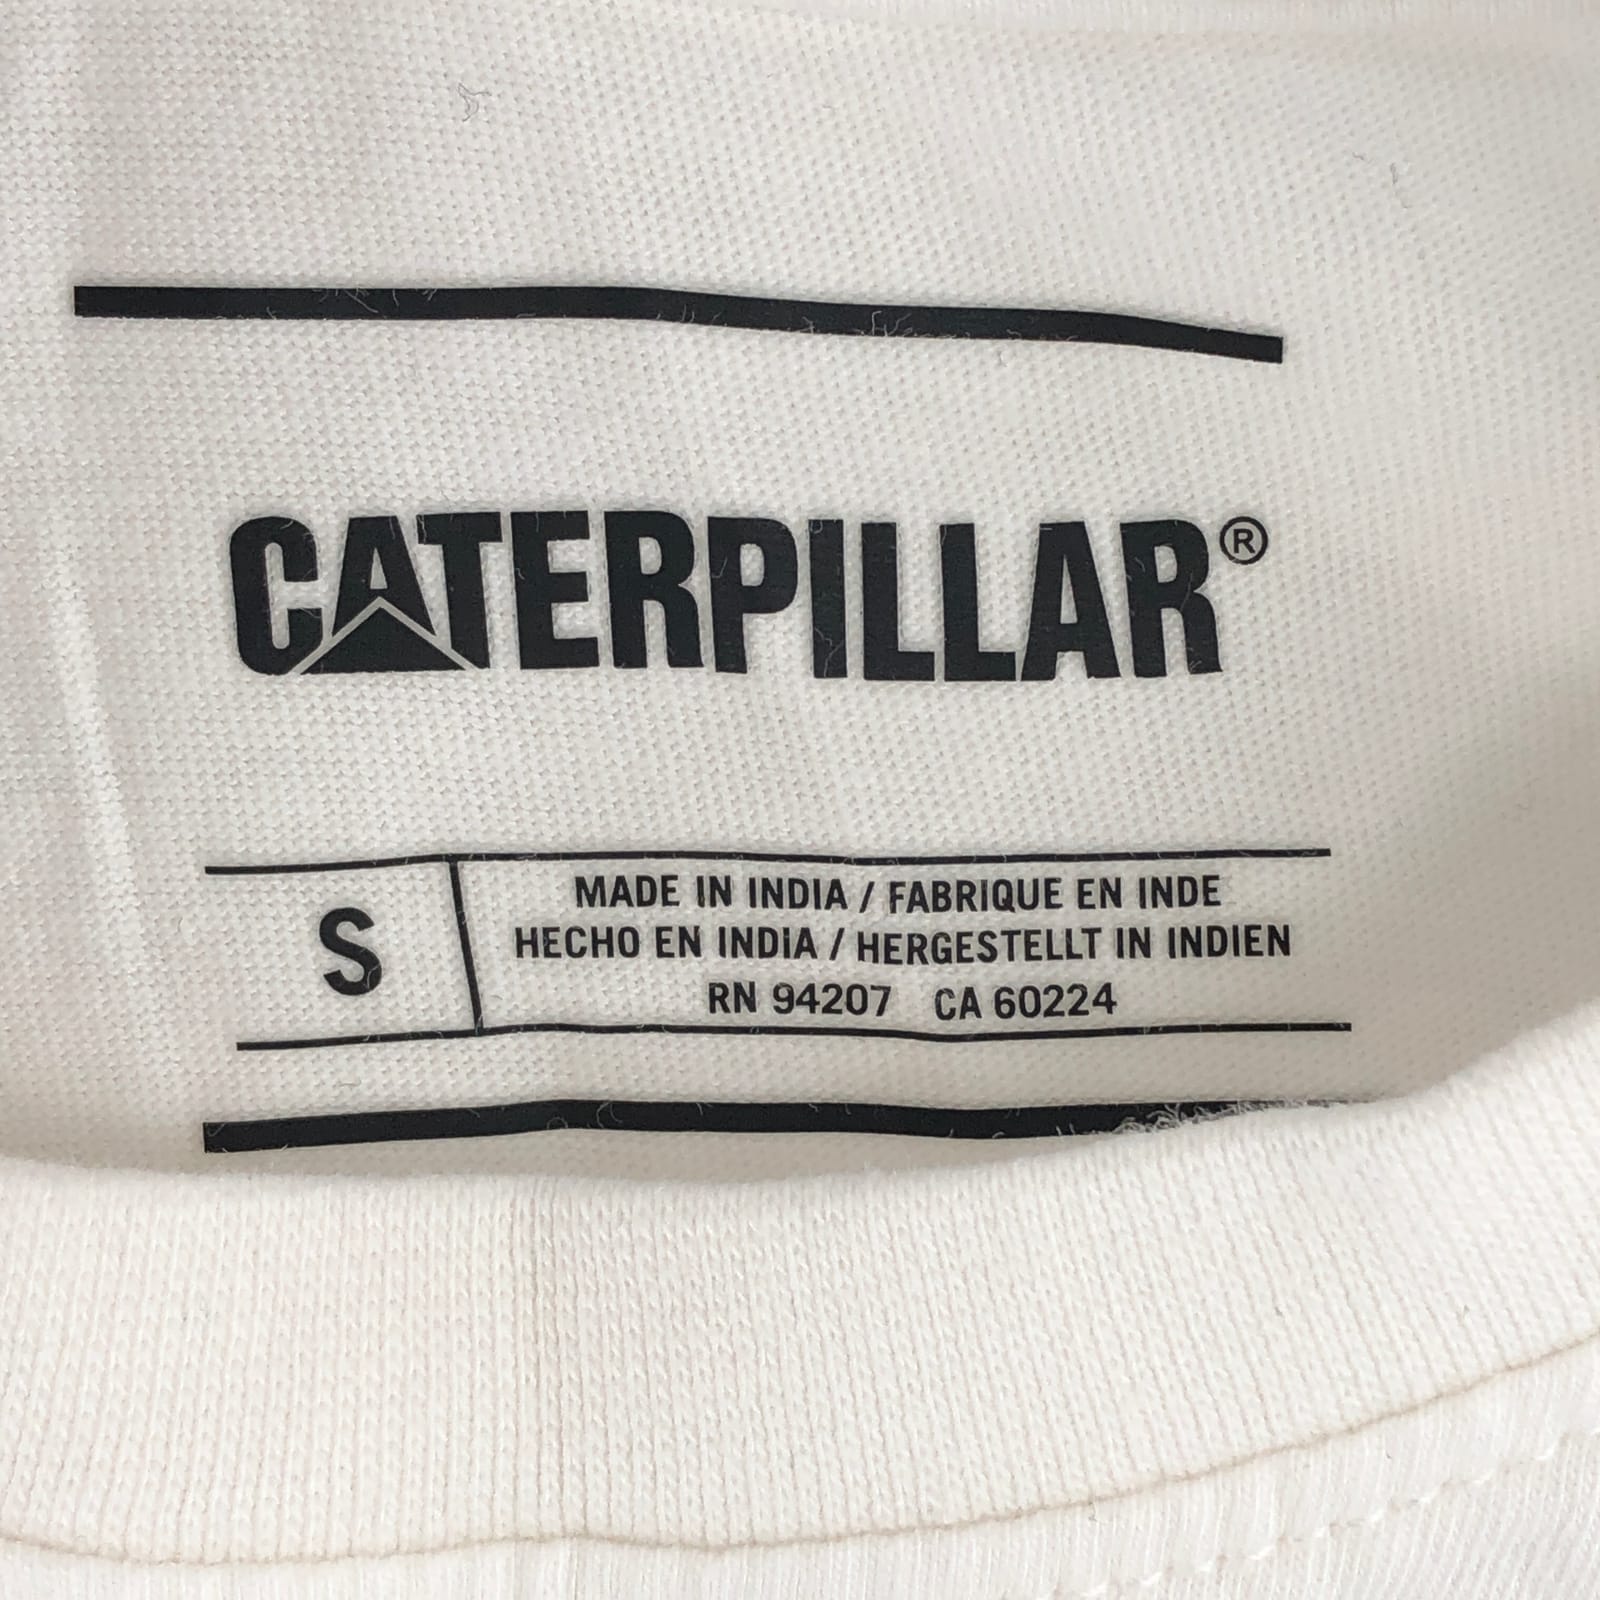 CATERPILLAR®
S
MADE IN INDIA / FABRIQUE EN INDE
HECHO EN INDIA / HERGESTELLT IN INDIEN
RN 94207 CA 60224